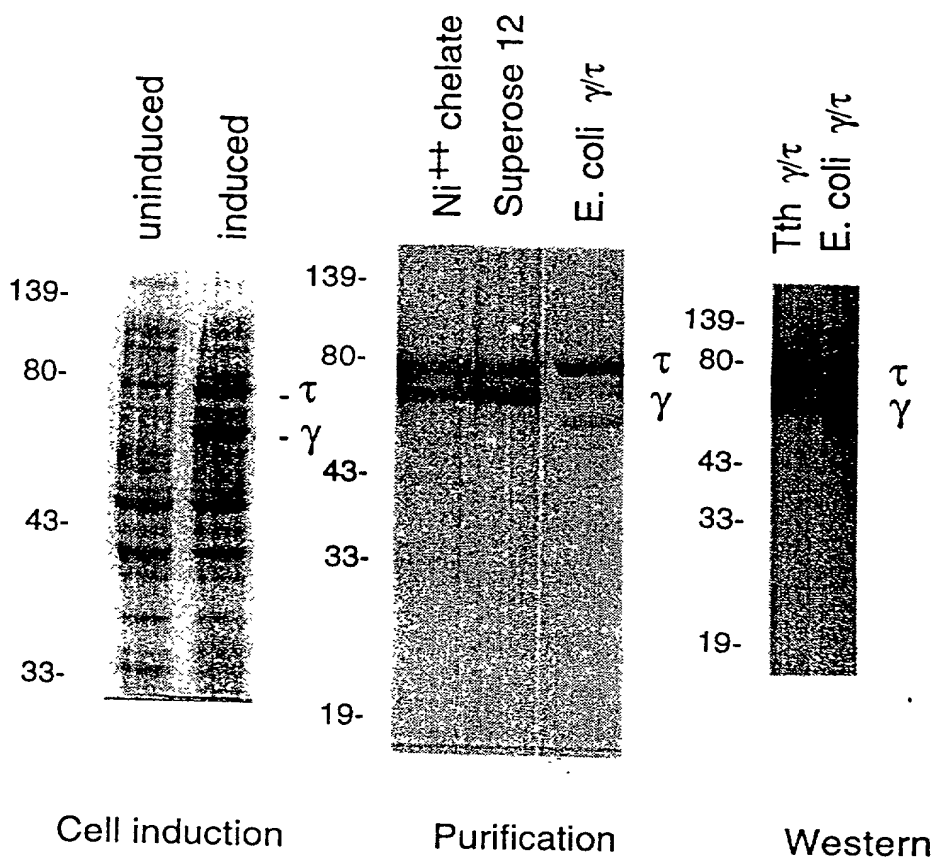 uninduced
induced
139-
80-
43-
33-
- τ
- γ
Cell induction
Ni++ chelate
Superose 12
E. coli γ/τ
139-
80-
43-
33-
19-
τ
γ
Purification
Tth γ/τ
E. coli γ/τ
139-
80-
43-
33-
19-
τ
γ
Western